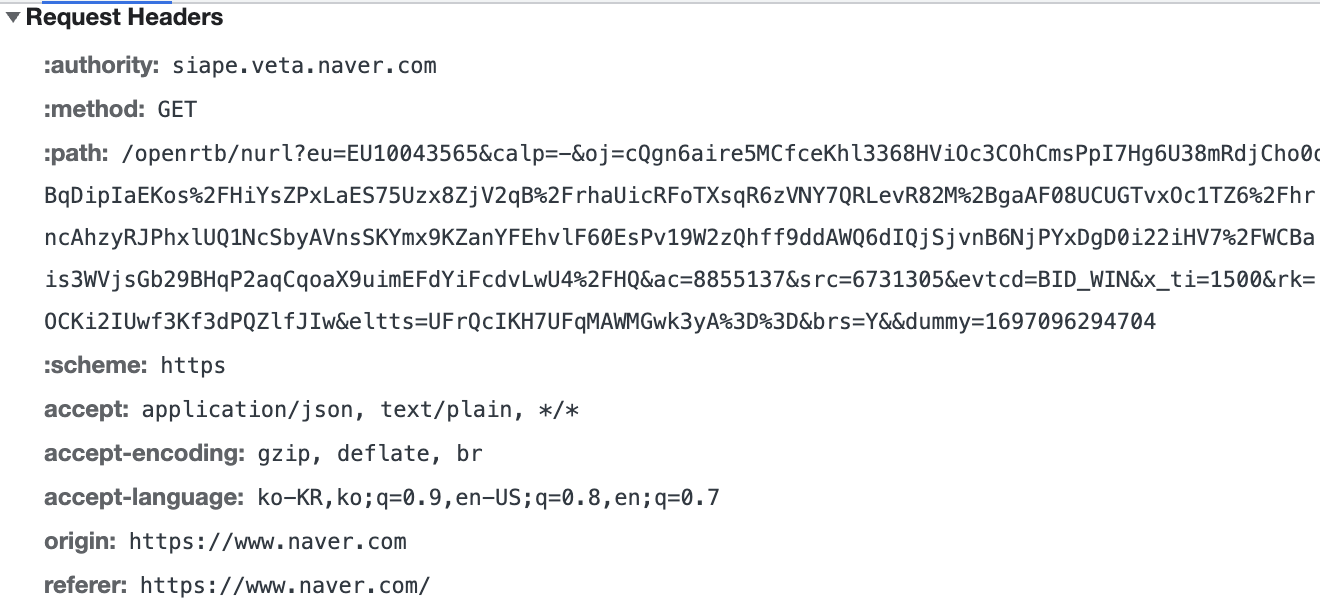 Request Headers
:authority: siape.veta.naver.com
:method: GET
:path: /openrtb/nurl?eu=EU10043565&calp=-&oj=cQgn6aire5MCfceKhl3368HViOc3COhCmsPpI7Hg6U38mRdjCho0c
BqDipIaEKos%2FHiYsZPxLaES75Uzx8ZjV2qB%2FrhaUicRFoTXsqR6zVNY7QRLevR82M%2BgaAF08UCUGTvxOc1TZ6%2Fhr
ncAhzyRJPhxlUQ1NcSbyAVnsSKYmx9KZanYFEhvlF60EsPv19W2zQhff9ddAWQ6dIQjSjvnB6NjPYxDgD0i22iHV7%2FWCBa
is3WVjsGb29BHqP2aqCqoaX9uimEFdYiFcdvLwU4%2FHQ&ac=8855137&src=6731305&evtcd=BID_WIN&x_ti=1500&rk=
OCKi2IUwf3Kf3dPQZlfJIw&eltts=UFrQcIKH7UFqMAWMGwk3yA%3D%3D&brs=Y&&dummy=1697096294704
:scheme: https
accept: application/json, text/plain, */*
accept-encoding: gzip, deflate, br
accept-language: ko-KR,ko;q=0.9,en-US;q=0.8,en;q=0.7
origin: https://www.naver.com
referer: https://www.naver.com/